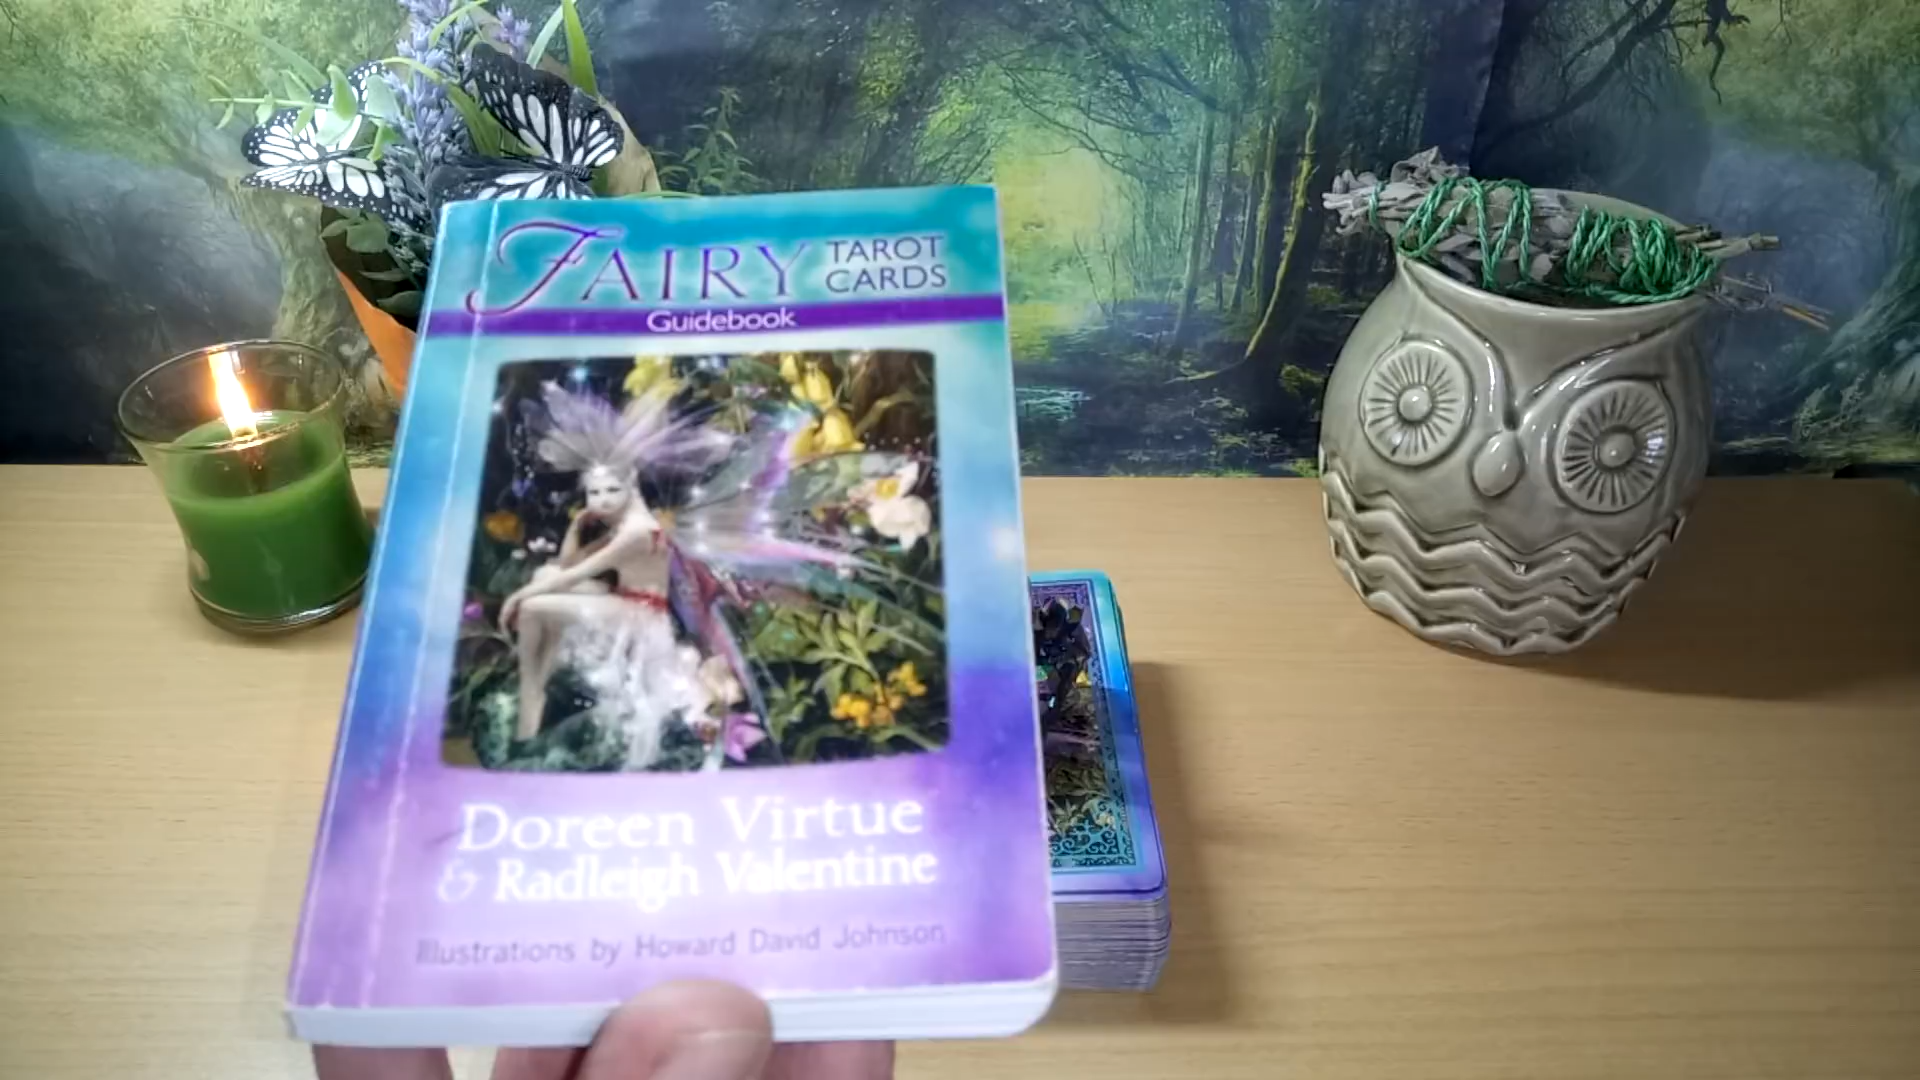 FAIRY TAROT CARDS
Guidebook
Doreen Virtue
& Radleigh Valentine
Illustrations by Howard David Johnson